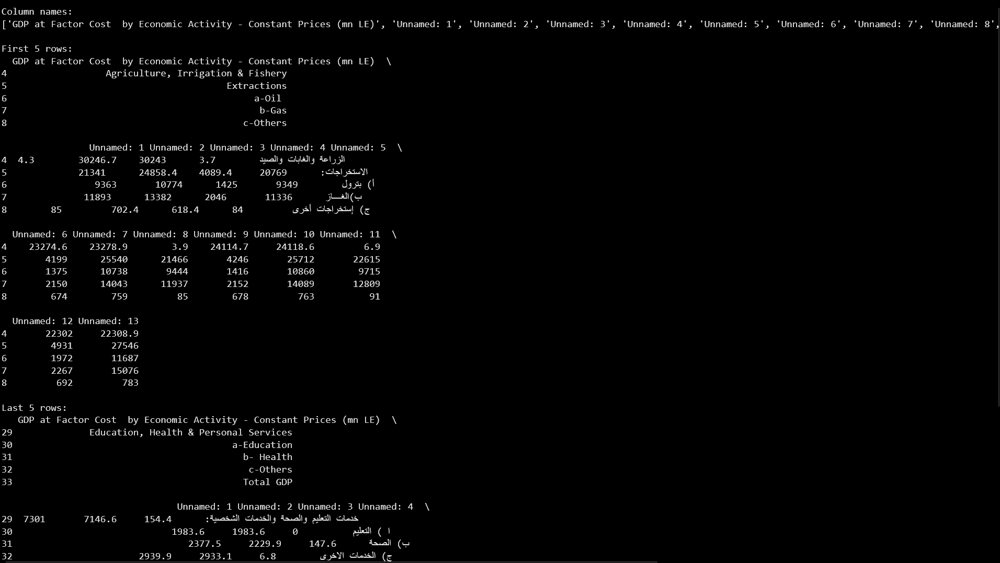 Column names:
['GDP at Factor Cost  by Economic Activity - Constant Prices (mn LE)', 'Unnamed: 1', 'Unnamed: 2', 'Unnamed: 3', 'Unnamed: 4', 'Unnamed: 5', 'Unnamed: 6', 'Unnamed: 7', 'Unnamed: 8',
First 5 rows:
GDP at Factor Cost  by Economic Activity - Constant Prices (mn LE)  \
4 Agriculture, Irrigation & Fishery
5 Extractions
6 a-Oil
7 b-Gas
8 c-Others
Unnamed: 1 Unnamed: 2 Unnamed: 3 Unnamed: 4 Unnamed: 5  \
4 الزراعة والغابات والصيد 3.7 30243 30246.7 4.3
5 الاستخراجات: 20769 4089.4 24858.4 21341
6 أ) بترول 9349 1425 10774 9363
7 ب)الغـــاز 11336 2046 13382 11893
8 ج) إستخراجات أخرى 84 618.4 702.4 85
Unnamed: 6 Unnamed: 7 Unnamed: 8 Unnamed: 9 Unnamed: 10 Unnamed: 11  \
4 23274.6 23278.9 3.9 24114.7 24118.6 6.9
5 4199 25540 21466 4246 25712 22615
6 1375 10738 9444 1416 10860 9715
7 2150 14043 11937 2152 14089 12809
8 674 759 85 678 763 91
Unnamed: 12 Unnamed: 13
4 22302 22308.9
5 4931 27546
6 1972 11687
7 2267 15076
8 692 783
Last 5 rows:
GDP at Factor Cost  by Economic Activity - Constant Prices (mn LE)  \
29 Education, Health & Personal Services
30 a-Education
31 b- Health
32 c-Others
33 Total GDP
Unnamed: 1 Unnamed: 2 Unnamed: 3 Unnamed: 4  \
29 خدمات التعليم والصحة والخدمات الشخصية: 154.4 7146.6 7301
30 ا ) التعليم 0 1983.6 1983.6
31 ب) الصحة 147.6 2229.9 2377.5
32 ج) الخدمات الاخرى 6.8 2933.1 2939.9